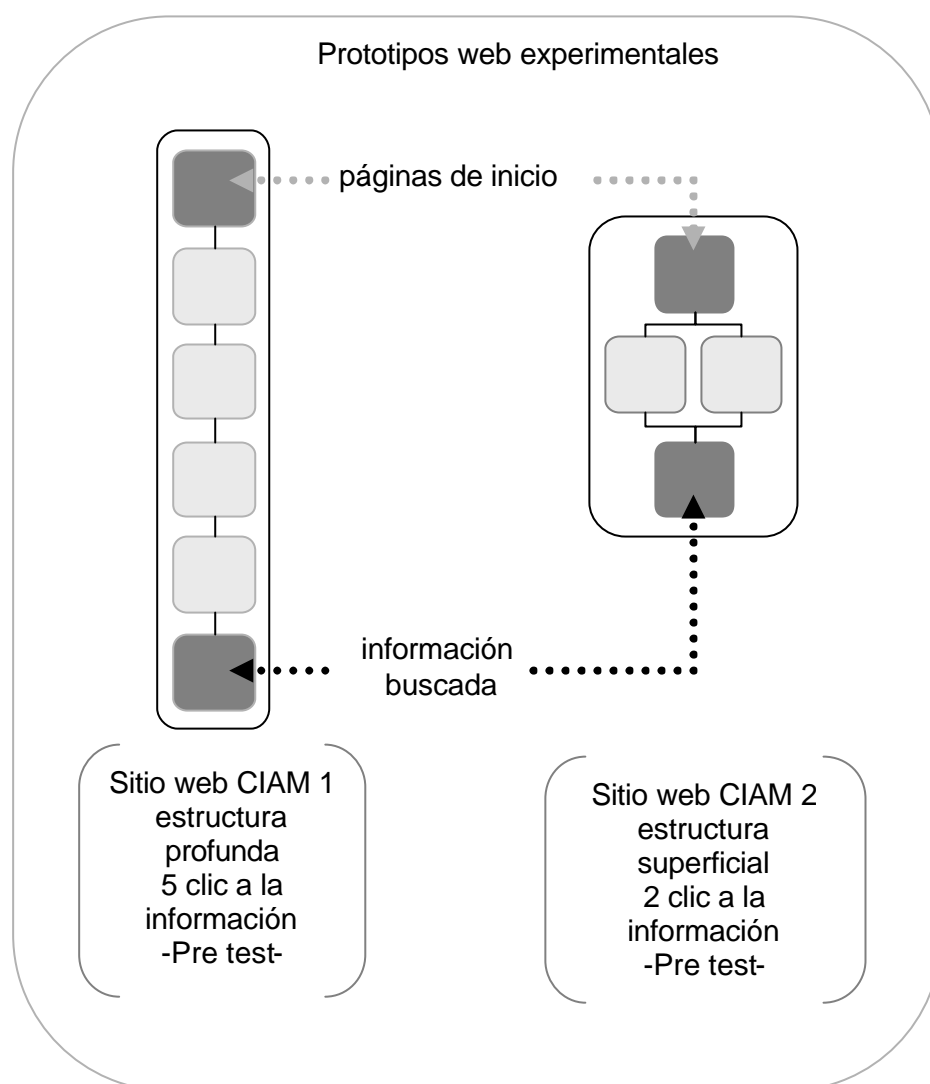 Prototipos web experimentales
páginas de inicio
información
buscada
Sitio web CIAM 1
estructura
profunda
5 clic a la
información
-Pre test-
Sitio web CIAM 2
estructura
superficial
2 clic a la
información
-Pre test-